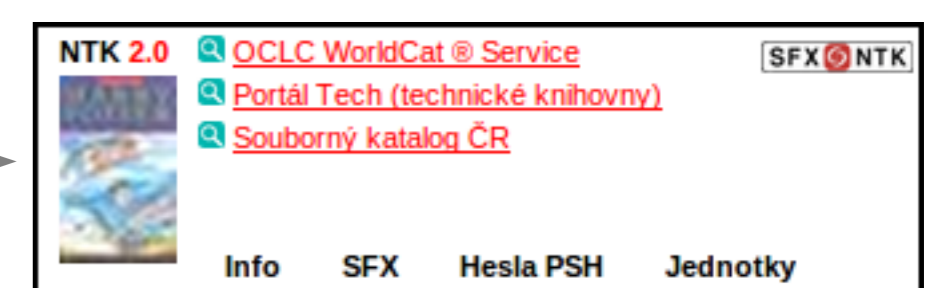 NTK 2.0
OCLC WorldCat ® Service
SFX NTK
Portál Tech (technické knihovny)
Souborný katalog ČR
Info SFX Hesla PSH Jednotky